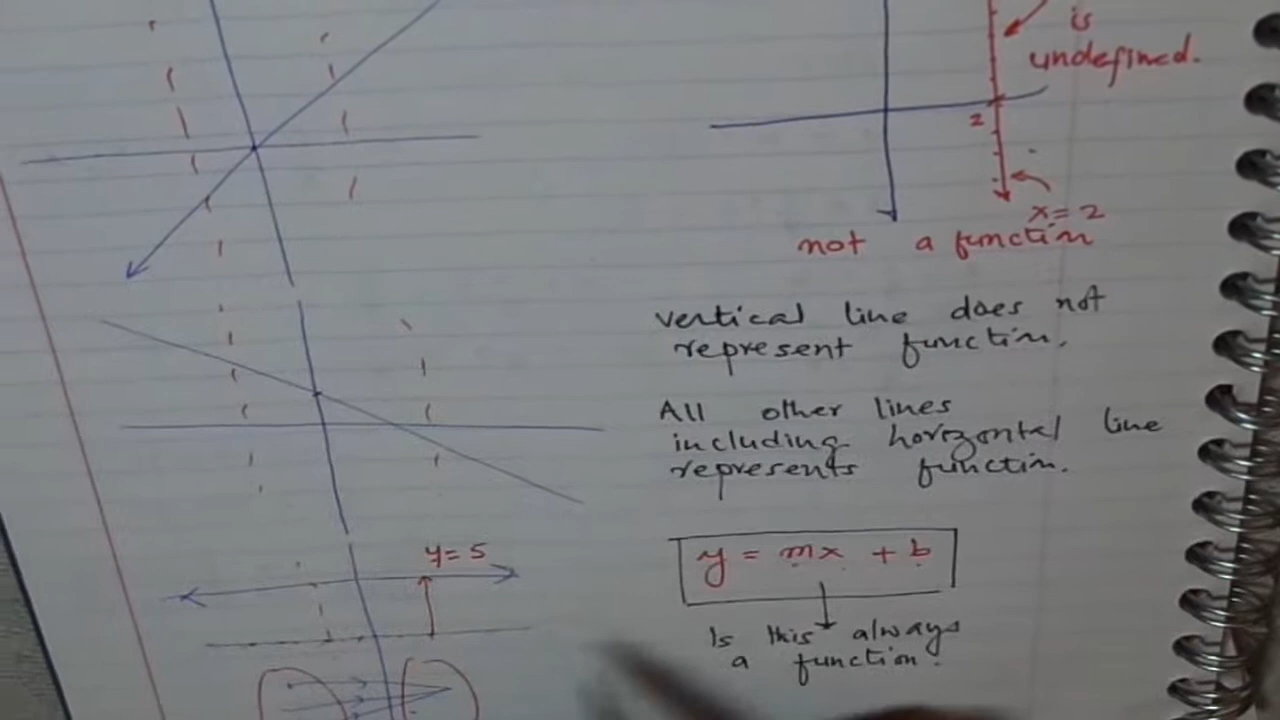 is
undefined.
2
x = 2
not a function
vertical line does not
represent function.
All other lines
including horizontal line
represents function.
y = 5
y = mx + b
Is this always
a function.